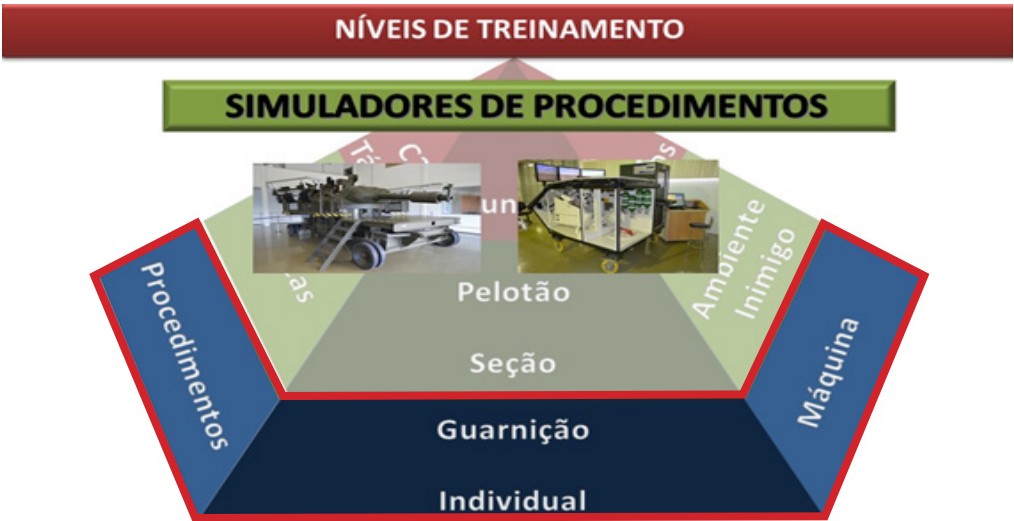 NÍVEIS DE TREINAMENTO
SIMULADORES DE PROCEDIMENTOS
Pelotão
Seção
Guarnição
Individual
Procedimentos
Ambiente
Inimigo
Máquina